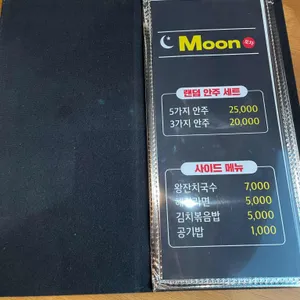 Moon
랜덤 안주 세트
5가지 안주 25,000
3가지 안주 20,000
사이드 메뉴
왕잔치국수 7,000
라면 5,000
김치볶음밥 5,000
공기밥 1,000